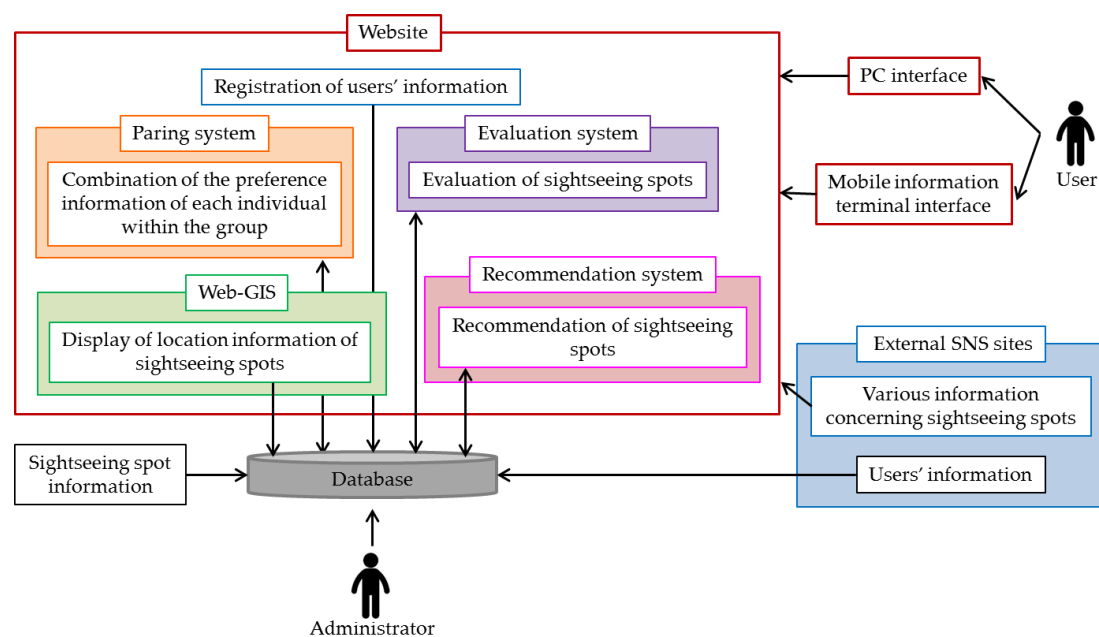 Website
Registration of users' information
Paring system
Combination of the preference
information of each individual
within the group
Evaluation system
Evaluation of sightseeing spots
Web-GIS
Display of location information of
sightseeing spots
Recommendation system
Recommendation of sightseeing
spots
PC interface
Mobile information
terminal interface
User
External SNS sites
Various information
concerning sightseeing spots
Users' information
Sightseeing spot
information
Database
Administrator